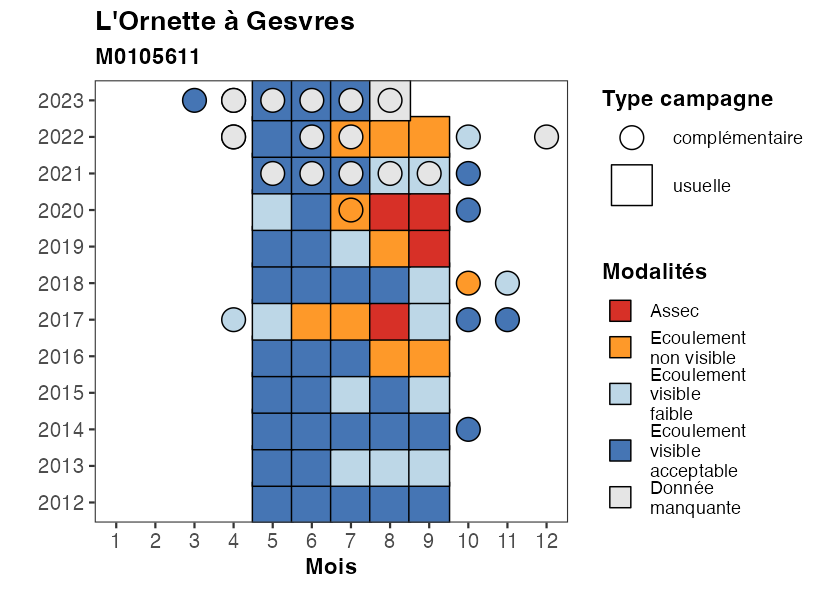 L'Ornette à Gesvres
M0105611
2023
2022
2021
2020
2019
2018
2017
2016
2015
2014
2013
2012
1 2 3 4 5 6 7 8 9 10 11 12
Mois
Type campagne
complémentaire
usuelle
Modalités
Assec
Ecoulement
non visible
Ecoulement
visible
faible
Ecoulement
visible
acceptable
Donnée
manquante